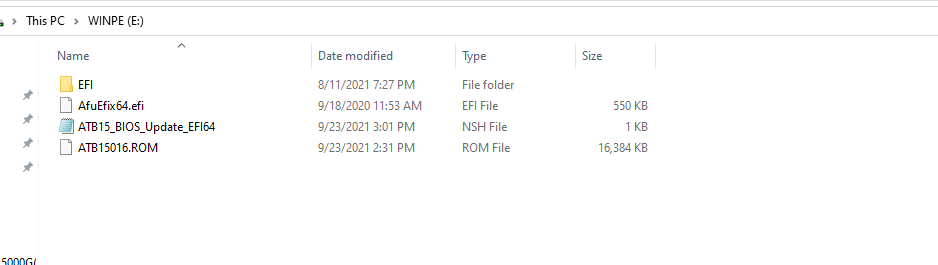 This PC > WINPE (E:)
Name Date modified Type Size
EFI 8/11/2021 7:27 PM File folder
AfuEfix64.efi 9/18/2020 11:53 AM EFI File 550 KB
ATB15_BIOS_Update_EFI64 9/23/2021 3:01 PM NSH File 1 KB
ATB15016.ROM 9/23/2021 2:31 PM ROM File 16,384 KB
5000G(